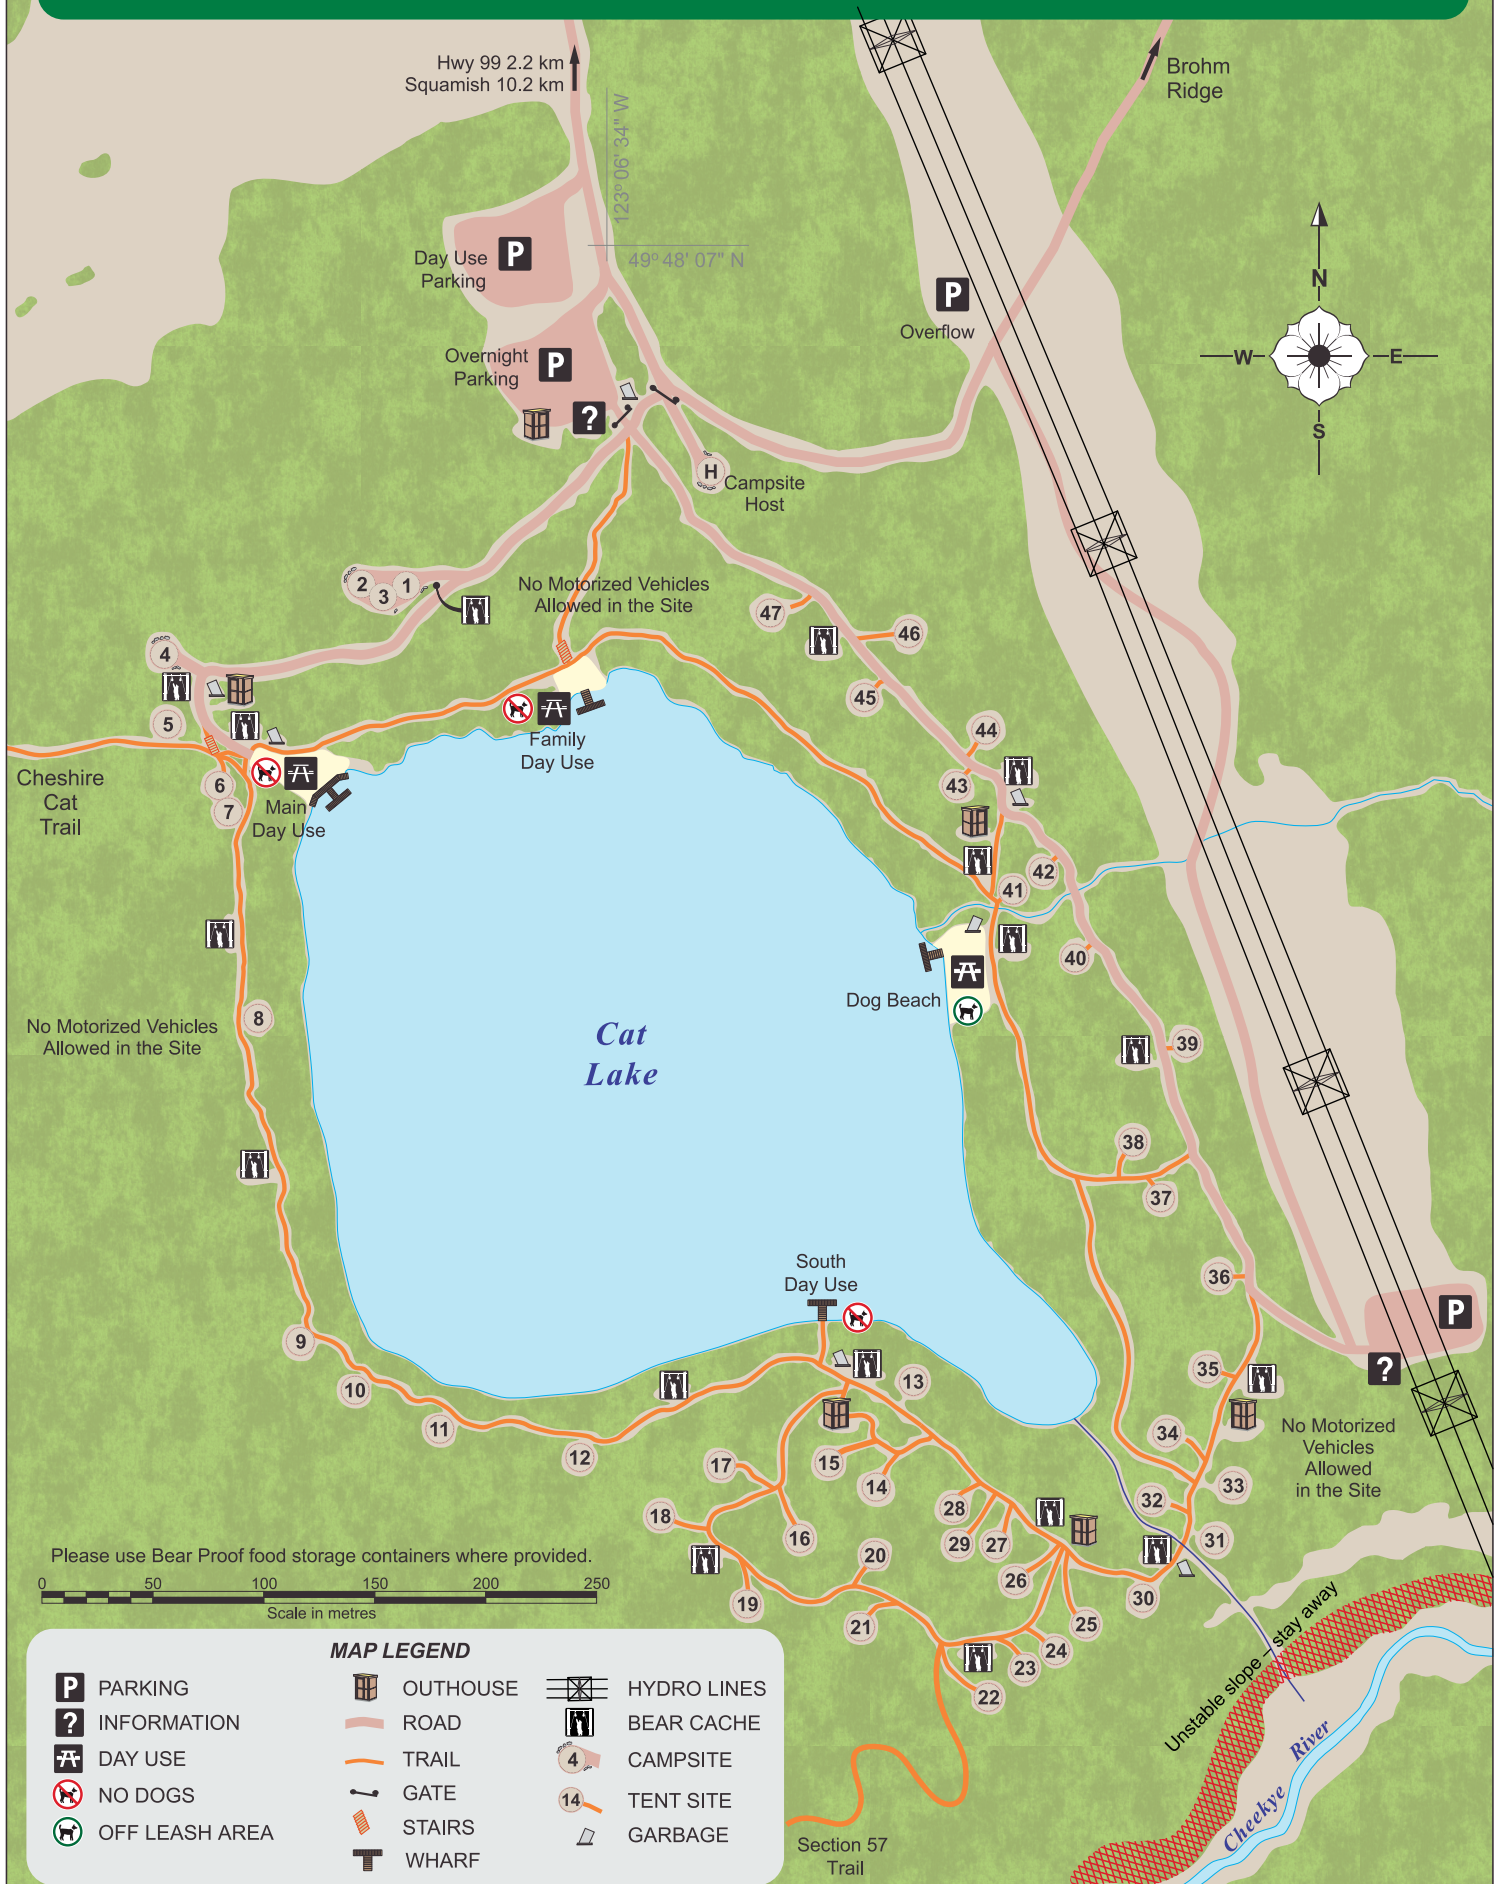 Hwy 99 2.2 km
Squamish 10.2 km
Brohm
Ridge
123º 06' 34" W
49º 48' 07" N
P
Day Use
Parking
P
Overflow
N
W
E
S
Overnight
Parking
P
?
H
Campsite
Host
2
3
1
No Motorized Vehicles
Allowed in the Site
47
46
4
45
5
44
Family
Day Use
Cheshire
Cat
Trail
6
7
Main
Day Use
43
42
41
40
Dog Beach
8
No Motorized Vehicles
Allowed in the Site
Cat
Lake
39
38
37
South
Day Use
36
P
9
35
?
10
13
11
12
34
No Motorized
Vehicles
Allowed
in the Site
17
15
14
33
32
28
18
16
29
27
31
20
26
30
19
21
25
24
23
22
Please use Bear Proof food storage containers where provided.
0 50 100 150 200 250
Scale in metres
Unstable slope – stay away
Cheekye River
Section 57
Trail
MAP LEGEND
P PARKING
? INFORMATION
DAY USE
NO DOGS
OFF LEASH AREA
OUTHOUSE
ROAD
TRAIL
GATE
STAIRS
WHARF
HYDRO LINES
BEAR CACHE
4 CAMPSITE
14 TENT SITE
GARBAGE